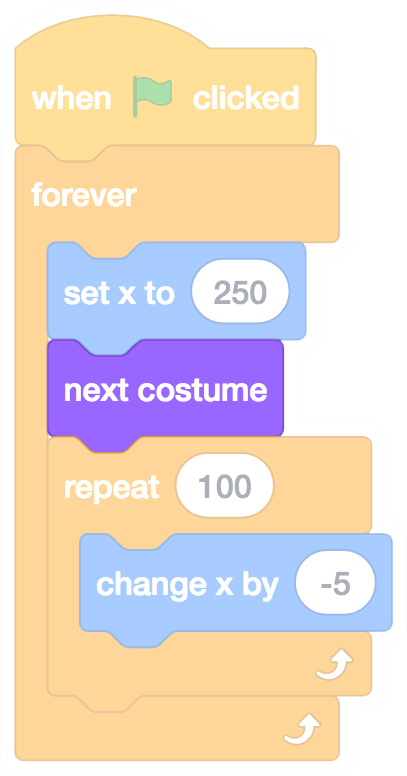 when clicked
forever
set x to 250
next costume
repeat 100
change x by -5